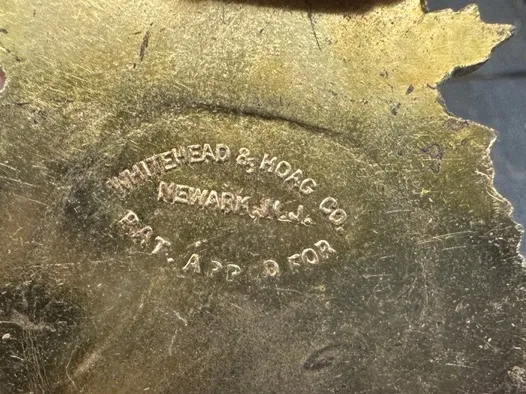 WHITEHEAD & HOAG CO.
NEWARK, N.J.
PAT. APP'D FOR